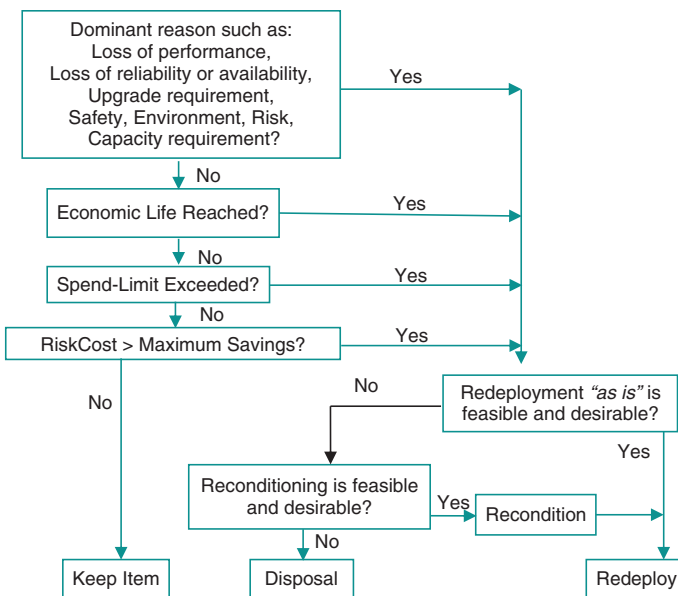 Dominant reason such as:
Loss of performance,
Loss of reliability or availability,
Upgrade requirement,
Safety, Environment, Risk,
Capacity requirement?
Yes
No
Economic Life Reached?
Yes
No
Spend-Limit Exceeded?
Yes
No
RiskCost > Maximum Savings?
Yes
No
Redeployment “as is” is
feasible and desirable?
No
Yes
Reconditioning is feasible
and desirable?
Yes
Recondition
No
Keep Item
Disposal
Redeploy